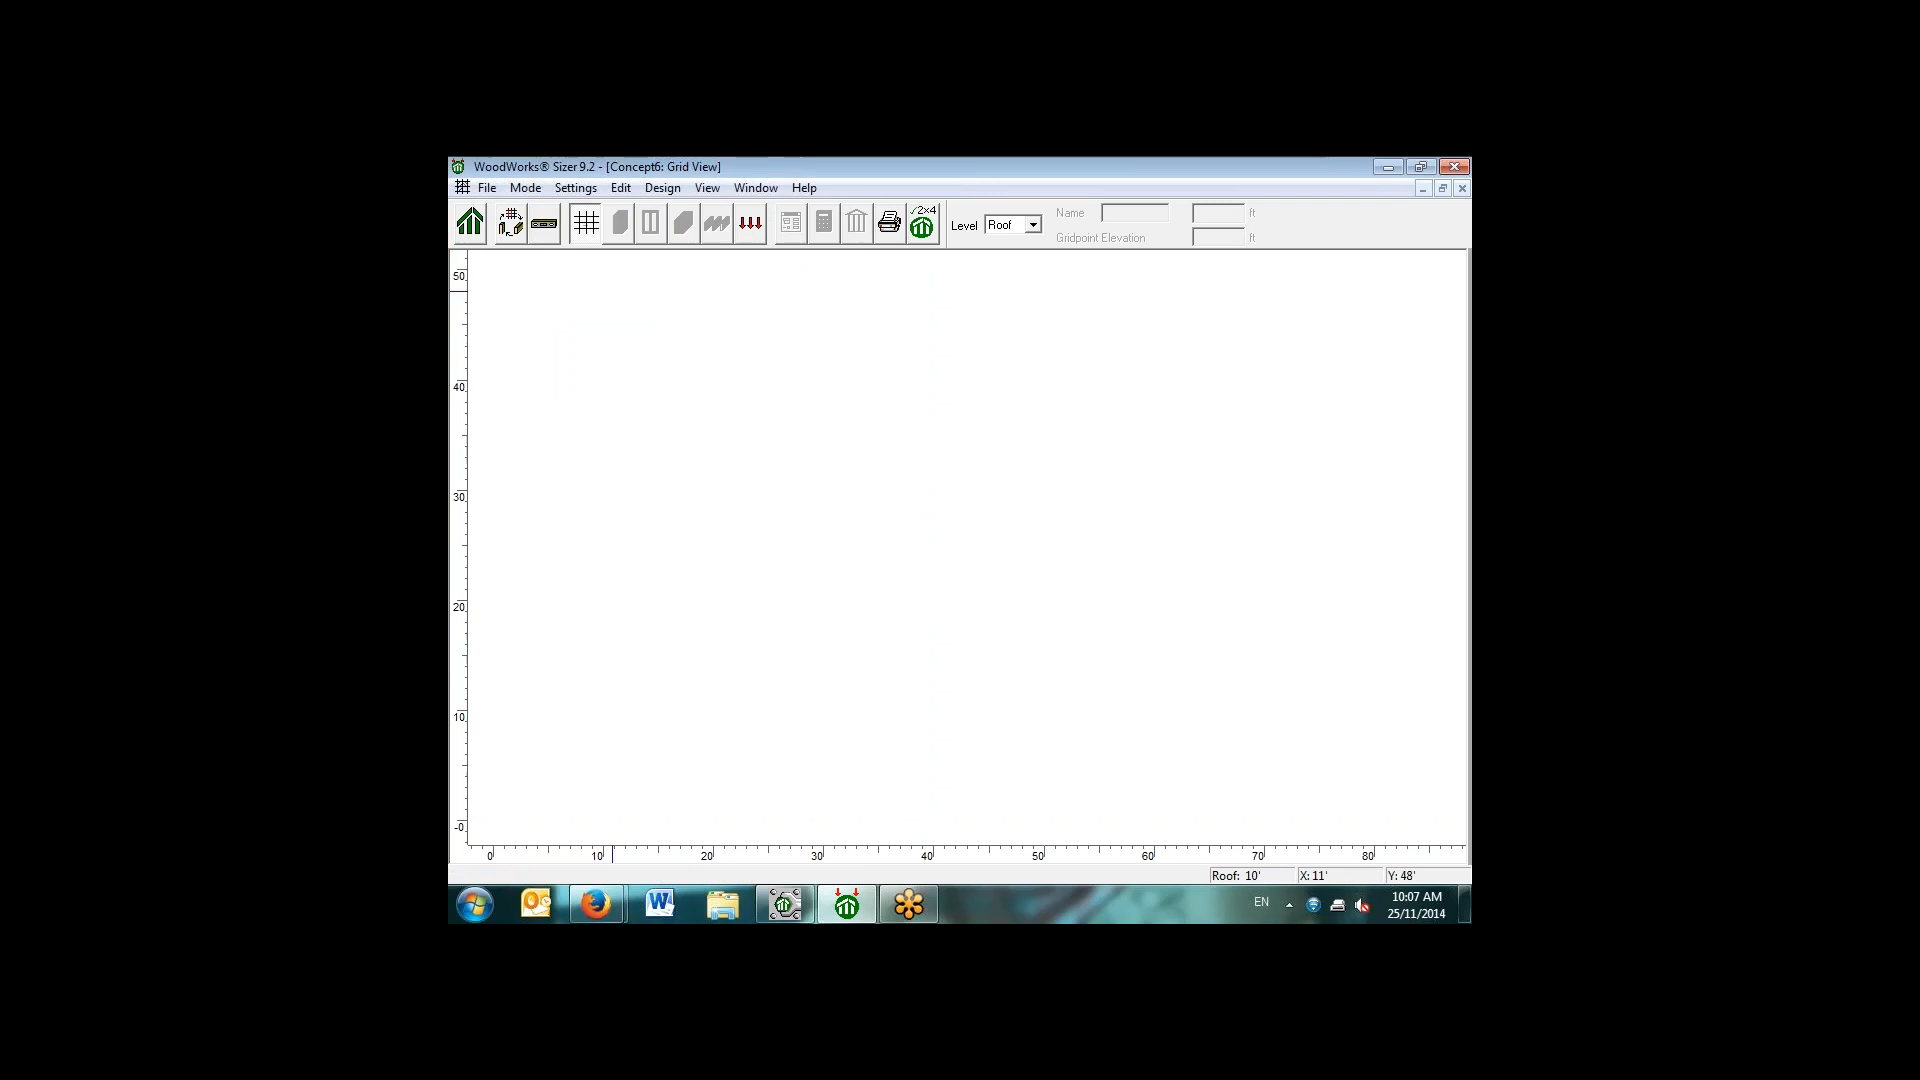 WoodWorks® Sizer 9.2 - [Concept6: Grid View]
File Mode Settings Edit Design View Window Help
Level Roof
Name ft
Gridpoint Elevation ft
✓2x4
50
40
30
20
10
-0
0 10 20 30 40 50 60 70 80
Roof: 10' X: 11' Y: 48'
EN
10:07 AM
25/11/2014